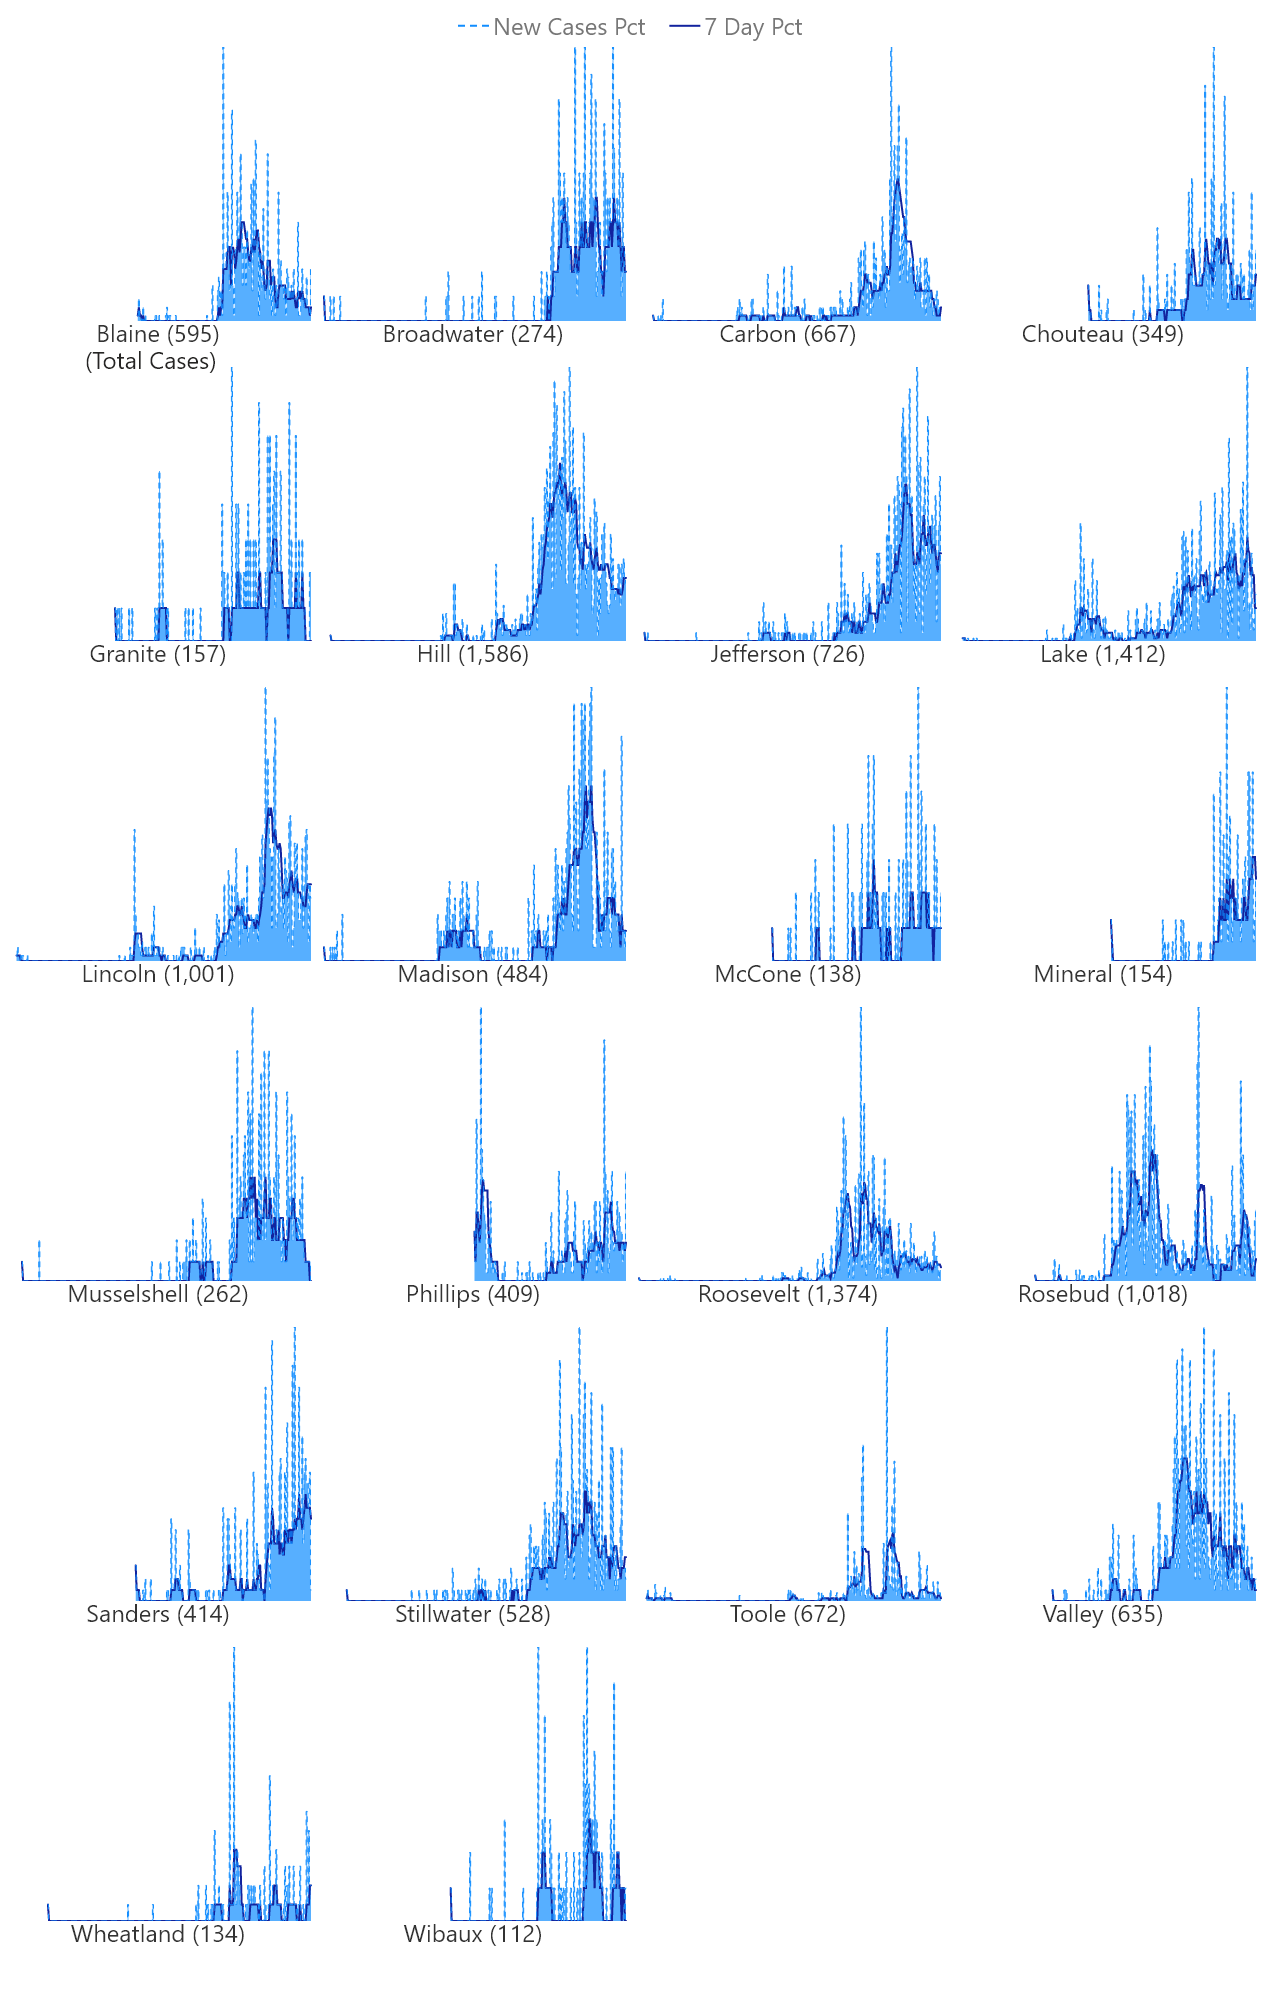 New Cases Pct 7 Day Pct
Blaine (595) Broadwater (274) Carbon (667) Chouteau (349)
(Total Cases)
Granite (157) Hill (1,586) Jefferson (726) Lake (1,412)
Lincoln (1,001) Madison (484) McCone (138) Mineral (154)
Musselshell (262) Phillips (409) Roosevelt (1,374) Rosebud (1,018)
Sanders (414) Stillwater (528) Toole (672) Valley (635)
Wheatland (134) Wibaux (112)